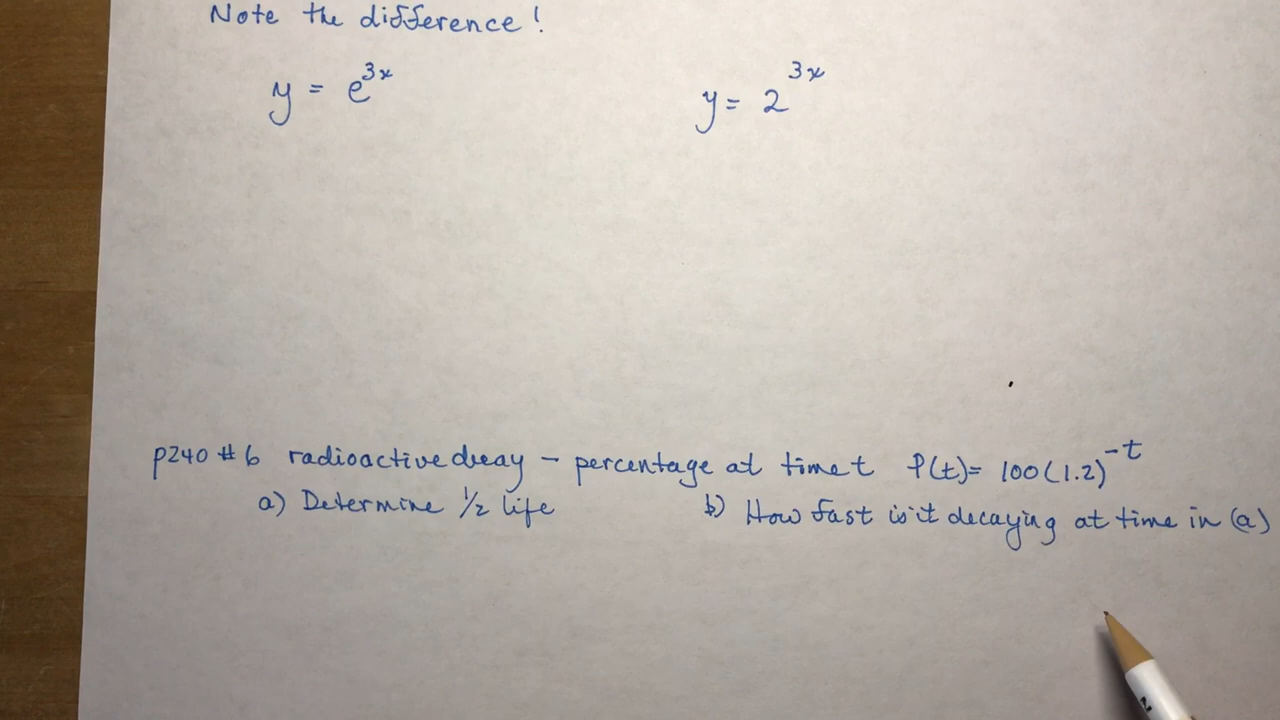 Note the difference!
y = e^{3x} y = 2^{3x}
p240 #6 radioactive decay - percentage at time t P(t)= 100(1.2)^{-t}
a) Determine 1/2 life b) How fast is it decaying at time in (a)